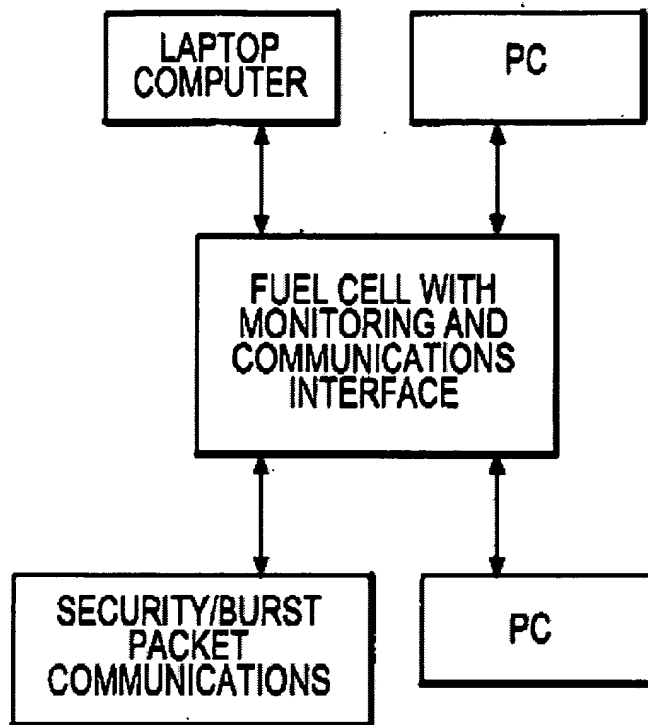 LAPTOP
COMPUTER
PC
FUEL CELL WITH
MONITORING AND
COMMUNICATIONS
INTERFACE
SECURITY/BURST
PACKET
COMMUNICATIONS
PC